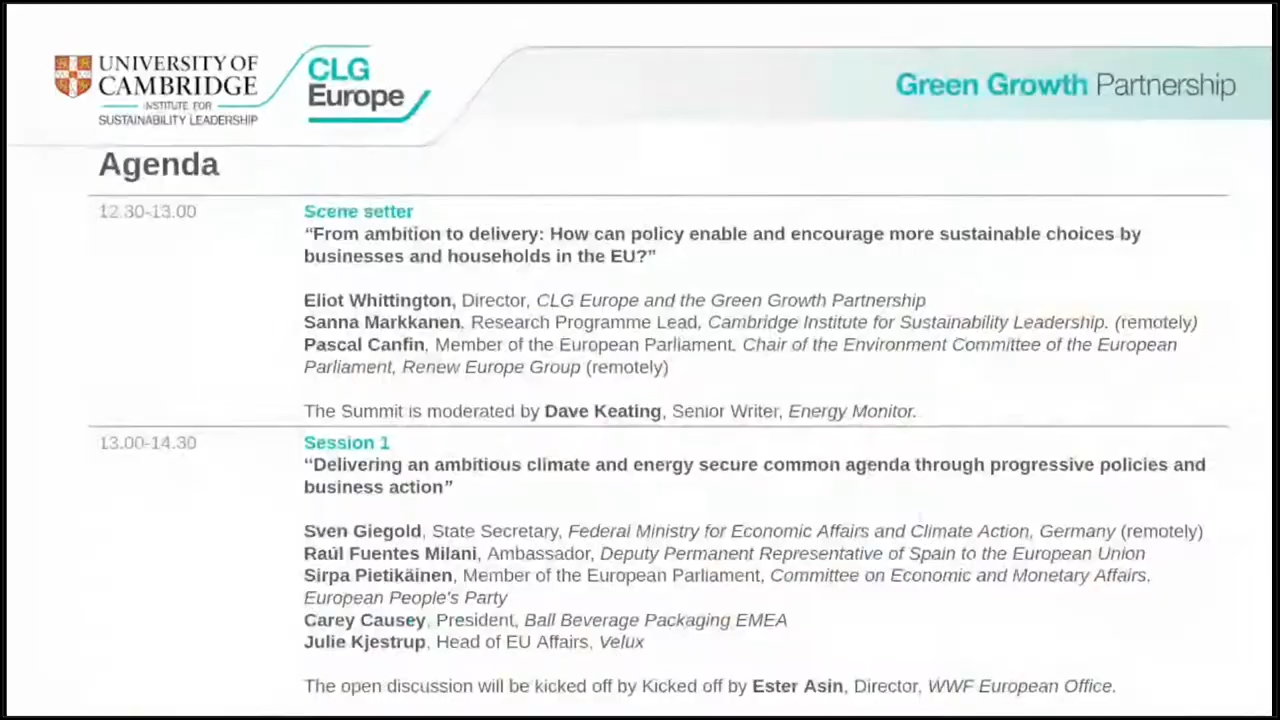 UNIVERSITY OF
CAMBRIDGE
INSTITUTE FOR
SUSTAINABILITY LEADERSHIP
CLG
Europe
Green Growth Partnership
Agenda
12.30-13.00
Scene setter
“From ambition to delivery: How can policy enable and encourage more sustainable choices by
businesses and households in the EU?”
Eliot Whittington, Director, CLG Europe and the Green Growth Partnership
Sanna Markkanen, Research Programme Lead, Cambridge Institute for Sustainability Leadership. (remotely)
Pascal Canfin, Member of the European Parliament, Chair of the Environment Committee of the European
Parliament, Renew Europe Group (remotely)
The Summit is moderated by Dave Keating, Senior Writer, Energy Monitor.
13.00-14.30
Session 1
“Delivering an ambitious climate and energy secure common agenda through progressive policies and
business action”
Sven Giegold, State Secretary, Federal Ministry for Economic Affairs and Climate Action, Germany (remotely)
Raúl Fuentes Milani, Ambassador, Deputy Permanent Representative of Spain to the European Union
Sirpa Pietikäinen, Member of the European Parliament, Committee on Economic and Monetary Affairs,
European People's Party
Carey Causey, President, Ball Beverage Packaging EMEA
Julie Kjestrup, Head of EU Affairs, Velux
The open discussion will be kicked off by Kicked off by Ester Asin, Director, WWF European Office.